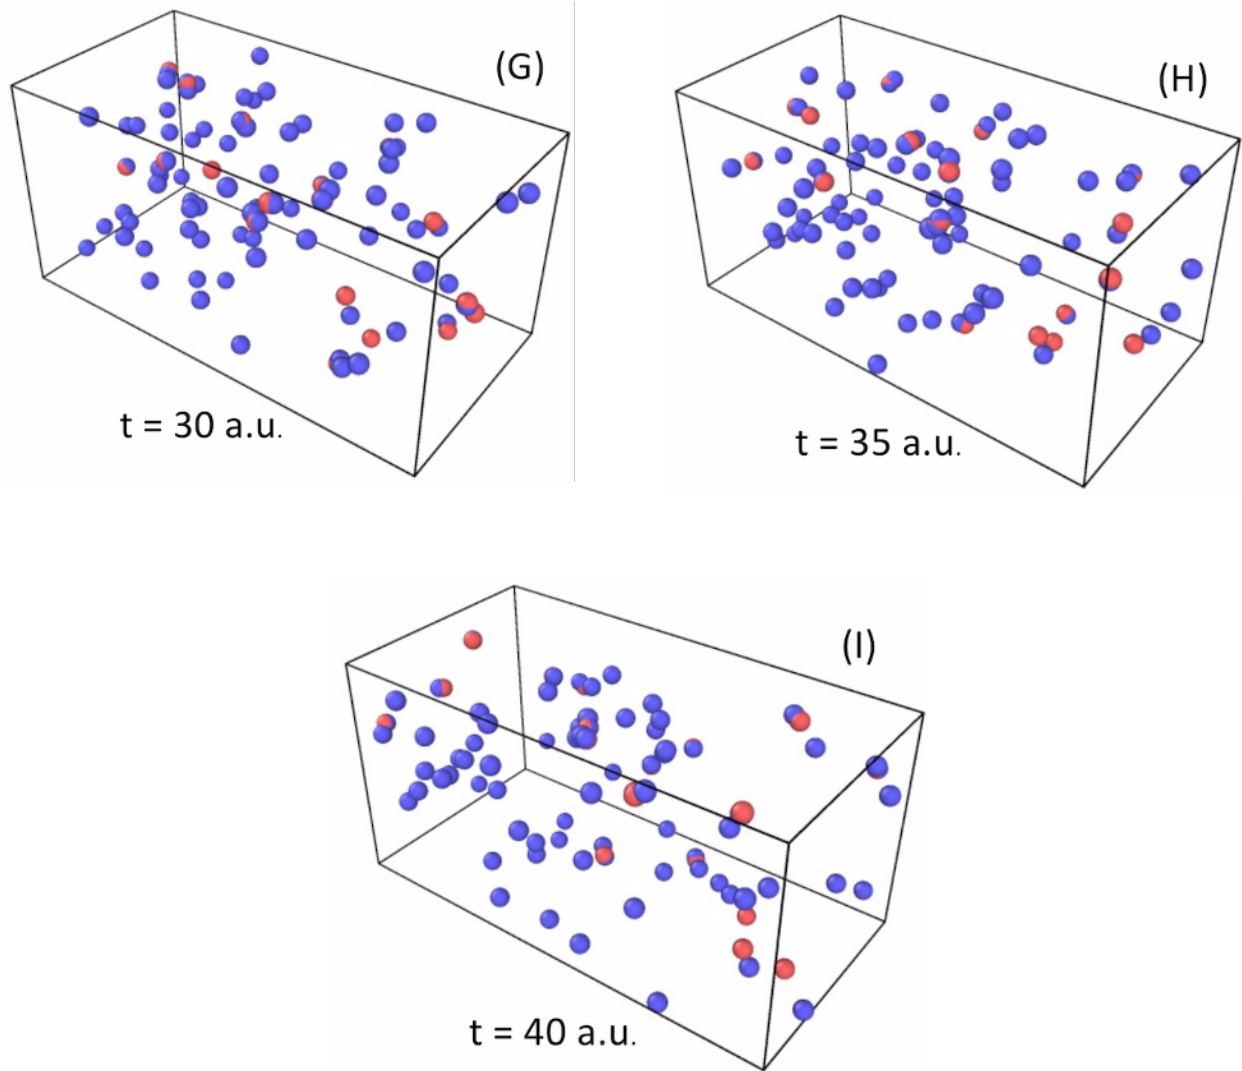 (G)
t = 30 a.u.
(H)
t = 35 a.u.
(I)
t = 40 a.u.